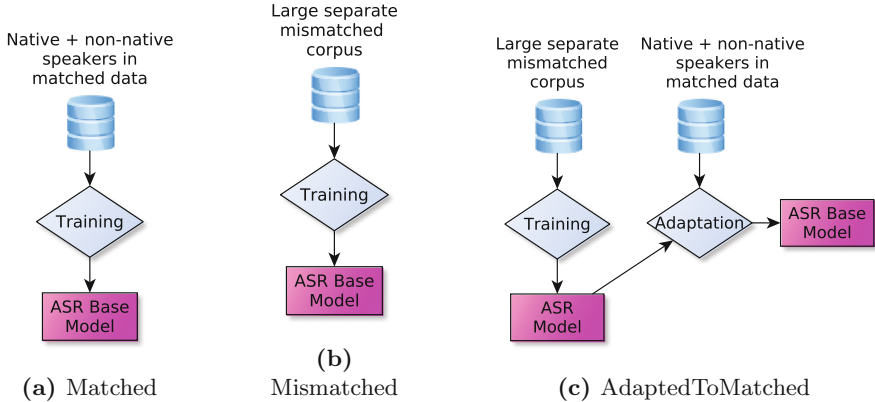 Native + non-native
speakers in
matched data
Training
ASR Base
Model
(a) Matched
Large separate
mismatched
corpus
Training
ASR Base
Model
(b)
Mismatched
Large separate
mismatched
corpus
Native + non-native
speakers in
matched data
Training
Adaptation
ASR Base
Model
ASR
Model
(c) AdaptedToMatched